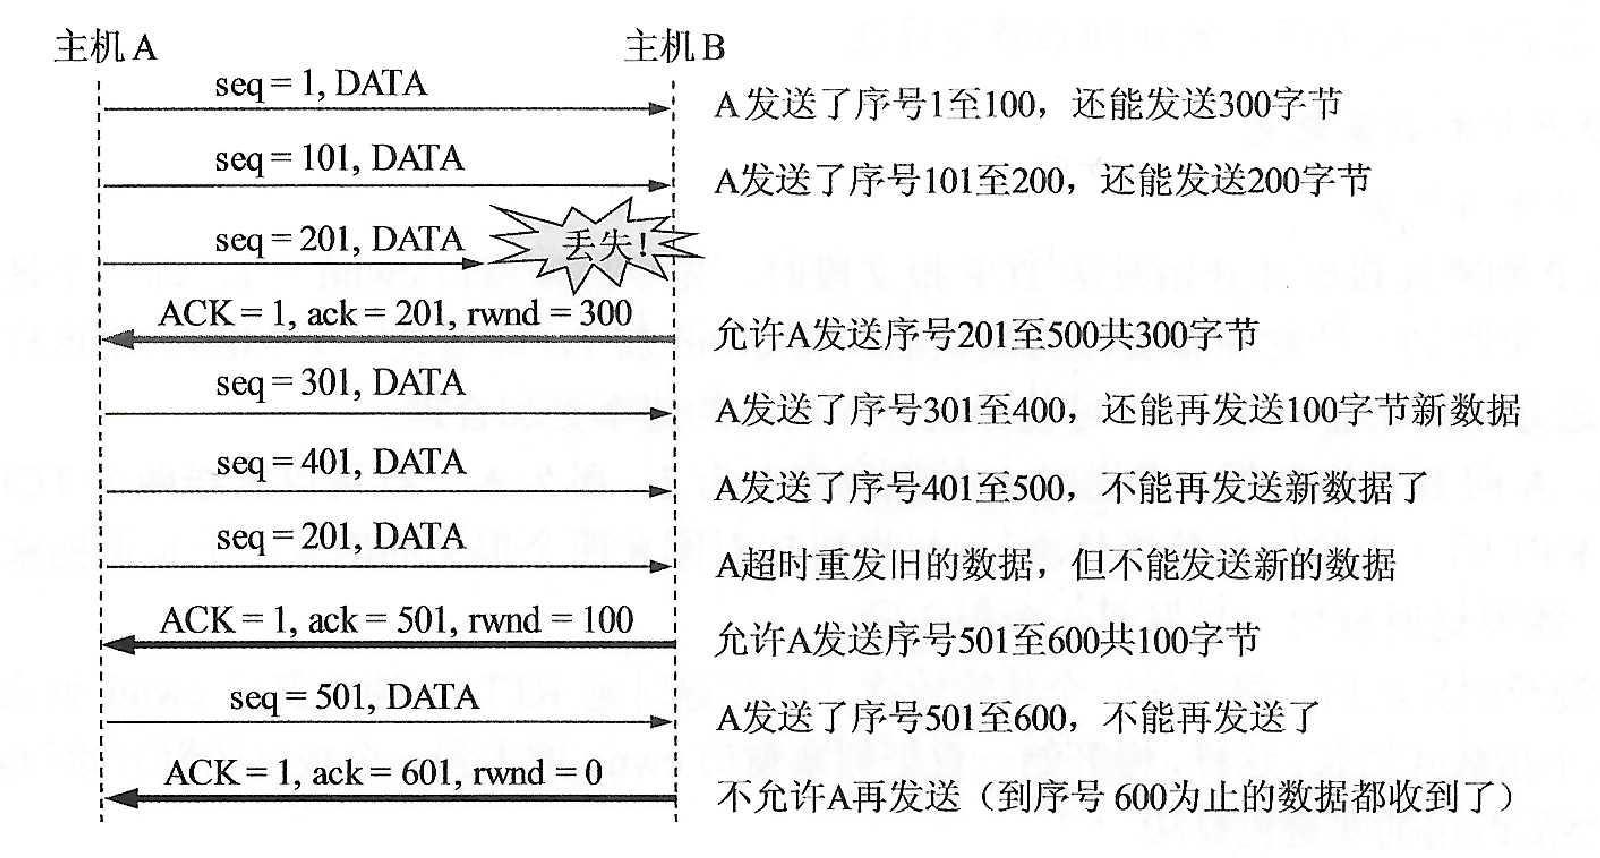 主机A 主机B
seq = 1, DATA
A发送了序号1至100，还能发送300字节
seq = 101, DATA
A发送了序号101至200，还能发送200字节
seq = 201, DATA 丢失!
ACK = 1, ack = 201, rwnd = 300
允许A发送序号201至500共300字节
seq = 301, DATA
A发送了序号301至400，还能再发送100字节新数据
seq = 401, DATA
A发送了序号401至500，不能再发送新数据了
seq = 201, DATA
A超时重发旧的数据，但不能发送新的数据
ACK = 1, ack = 501, rwnd = 100
允许A发送序号501至600共100字节
seq = 501, DATA
A发送了序号501至600，不能再发送了
ACK = 1, ack = 601, rwnd = 0
不允许A再发送（到序号600为止的数据都收到了）